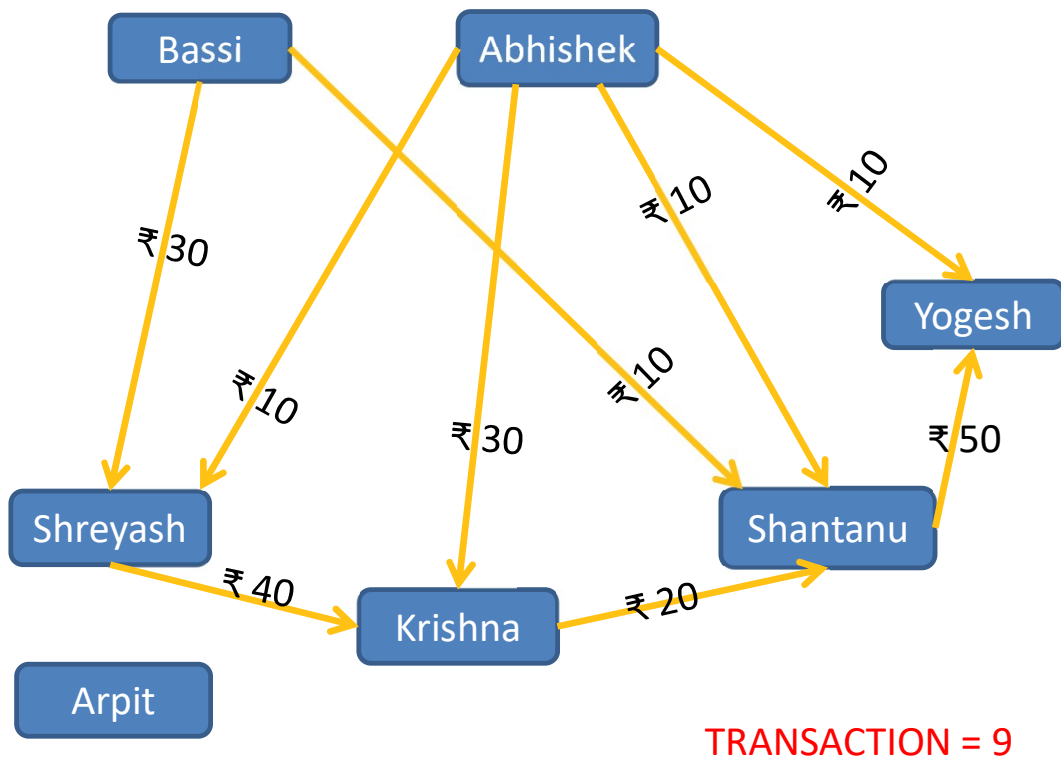 Bassi
Abhishek
₹ 30
₹ 10
₹ 30
₹ 10
₹ 10
₹ 10
Yogesh
₹ 50
Shreyash
Shantanu
₹ 40
Krishna
₹ 20
Arpit
TRANSACTION = 9